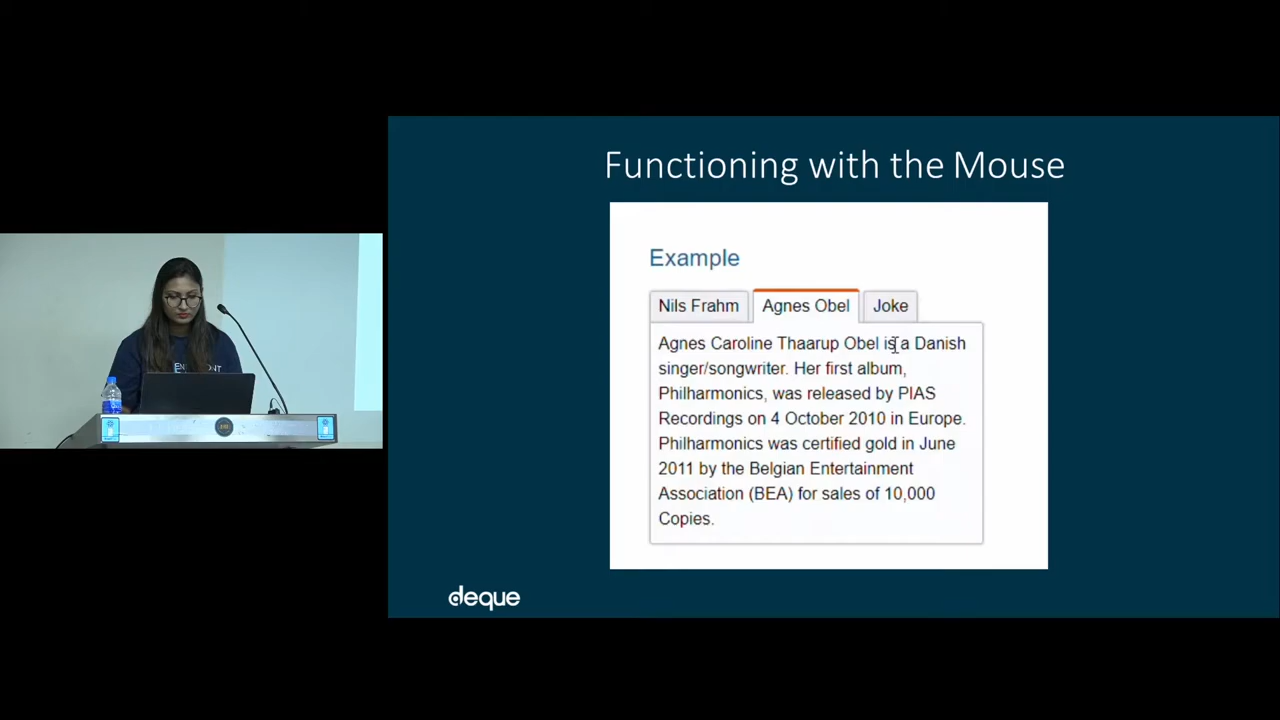 Functioning with the Mouse
Example
Nils Frahm
Agnes Obel
Joke
Agnes Caroline Thaarup Obel is a Danish
singer/songwriter. Her first album,
Philharmonics, was released by PIAS
Recordings on 4 October 2010 in Europe.
Philharmonics was certified gold in June
2011 by the Belgian Entertainment
Association (BEA) for sales of 10,000
Copies.
deque